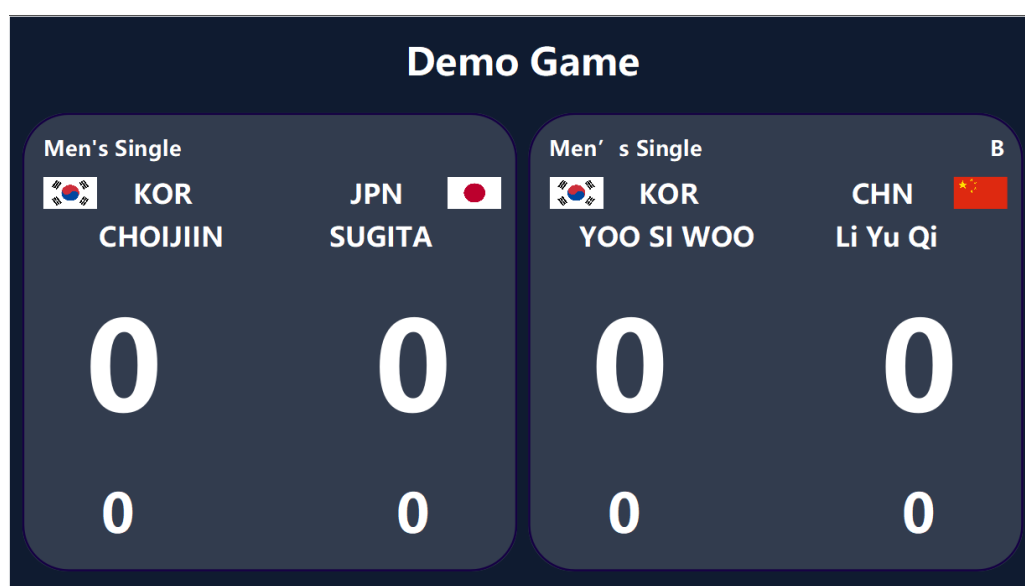 Demo Game
Men's Single
KOR JPN
CHOIJIIN SUGITA
0 0
0 0
Men’s Single B
KOR CHN
YOO SI WOO Li Yu Qi
0 0
0 0